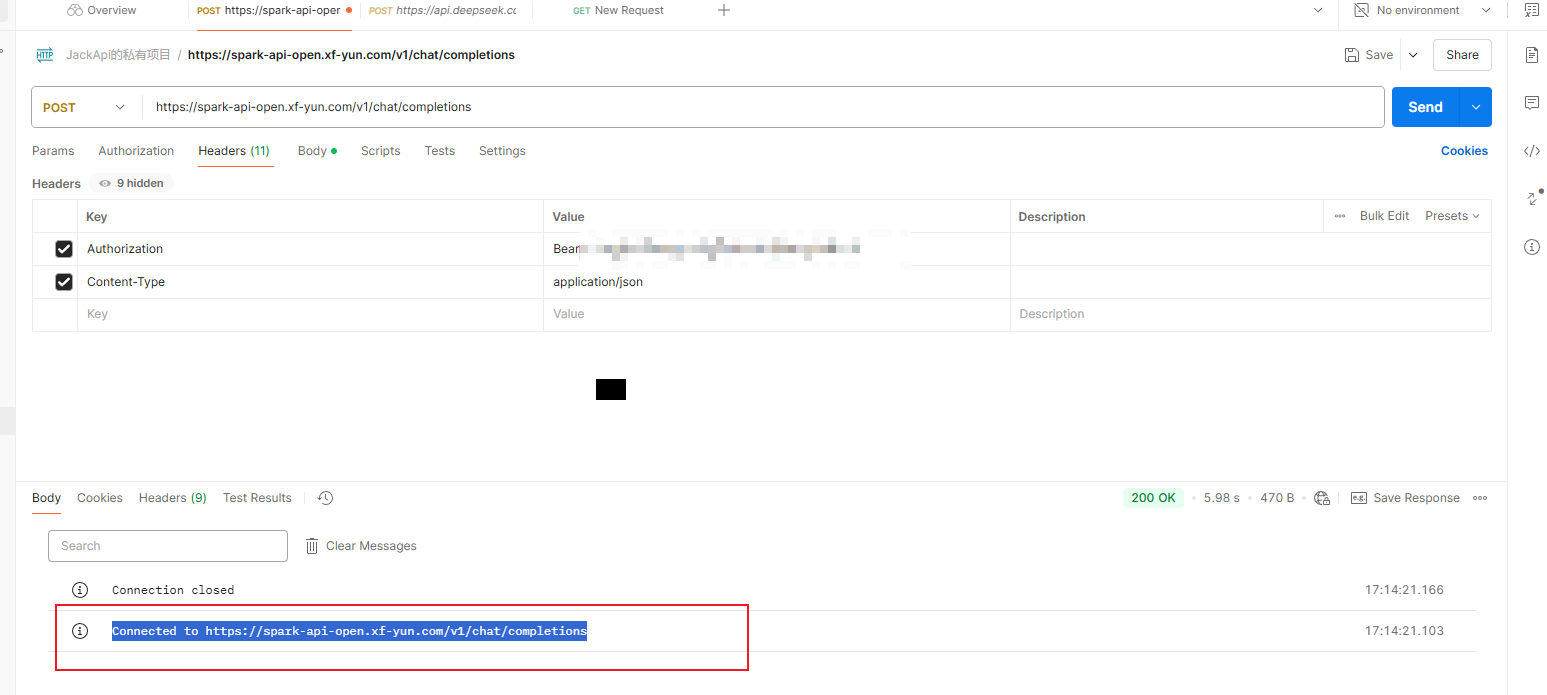 Overview POST https://spark-api-oper POST https://api.deepseek.cc GET New Request No environment
HTTP JackApi的私有项目 / https://spark-api-open.xf-yun.com/v1/chat/completions Save Share
POST https://spark-api-open.xf-yun.com/v1/chat/completions Send
Params Authorization Headers (11) Body Scripts Tests Settings Cookies
Headers 9 hidden
Key Value Description Bulk Edit Presets
Authorization Bear
Content-Type application/json
Key Value Description
Body Cookies Headers (9) Test Results 200 OK 5.98 s 470 B e.g. Save Response
Search Clear Messages
Connection closed 17:14:21.166
Connected to https://spark-api-open.xf-yun.com/v1/chat/completions 17:14:21.103